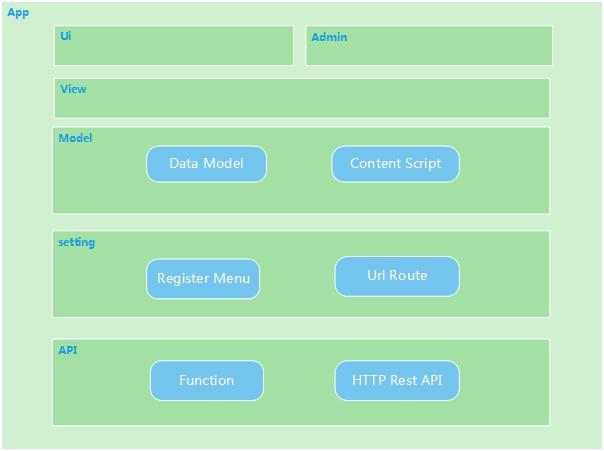 App
Ui
Admin
View
Model
Data Model
Content Script
setting
Register Menu
Url Route
API
Function
HTTP Rest API